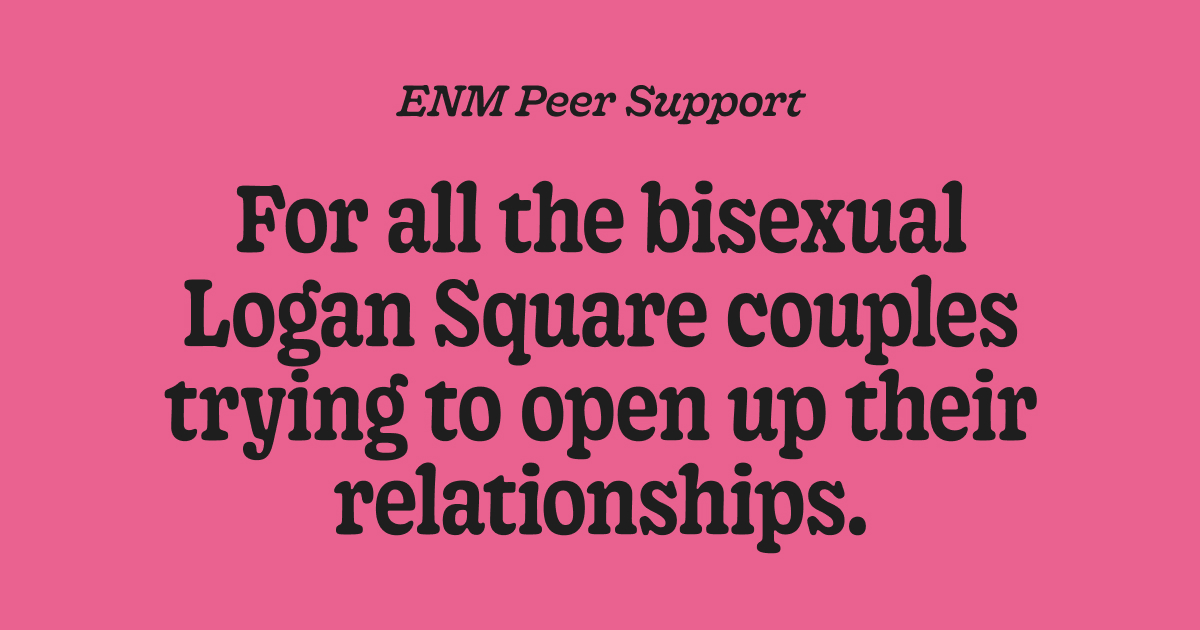 ENM Peer Support
For all the bisexual
Logan Square couples
trying to open up their
relationships.